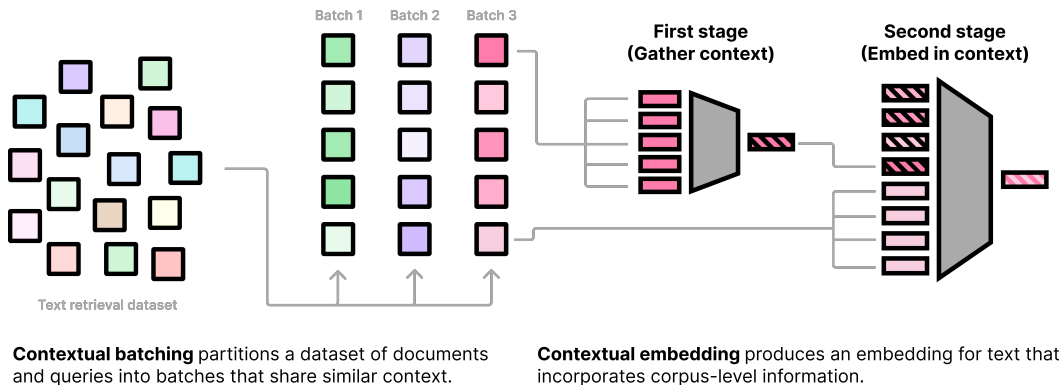 Batch 1
Batch 2
Batch 3
First stage
(Gather context)
Second stage
(Embed in context)
Text retrieval dataset
Contextual batching partitions a dataset of documents
and queries into batches that share similar context.
Contextual embedding produces an embedding for text that
incorporates corpus-level information.